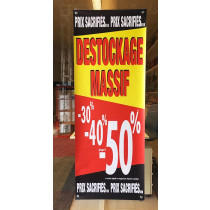 PRIX SACRIFIES... PRIX SACRIFIES...
DESTOCKAGE
MASSIF
-30%
-40%
-50%
PRIX SACRIFIES... PRIX SACRIFIES...